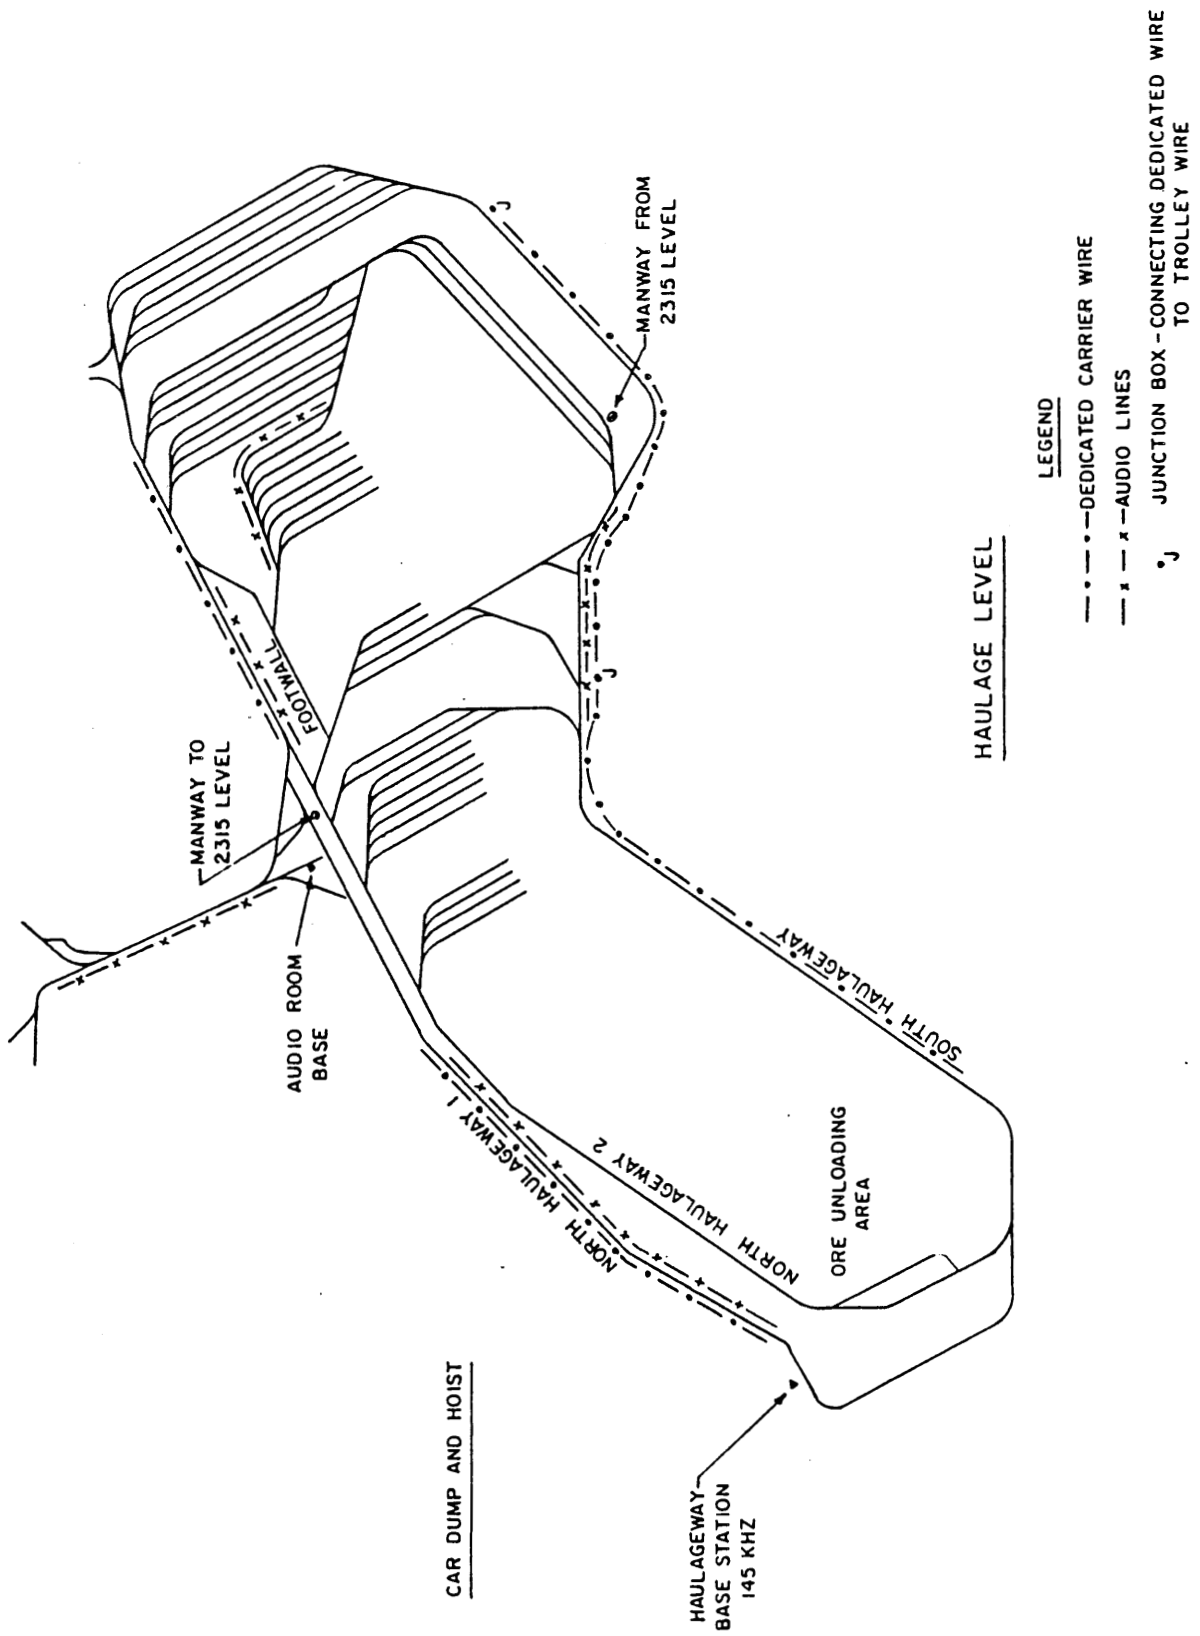 CAR DUMP AND HOIST
HAULAGEWAY
BASE STATION
145 KHZ
AUDIO ROOM
BASE
MANWAY TO
2315 LEVEL
FOOTWALL
MANWAY FROM
2315 LEVEL
J
J
NORTH HAULAGEWAY 1
NORTH HAULAGEWAY 2
ORE UNLOADING
AREA
SOUTH HAULAGEWAY
HAULAGE LEVEL
LEGEND
DEDICATED CARRIER WIRE
AUDIO LINES
J JUNCTION BOX - CONNECTING DEDICATED WIRE
TO TROLLEY WIRE